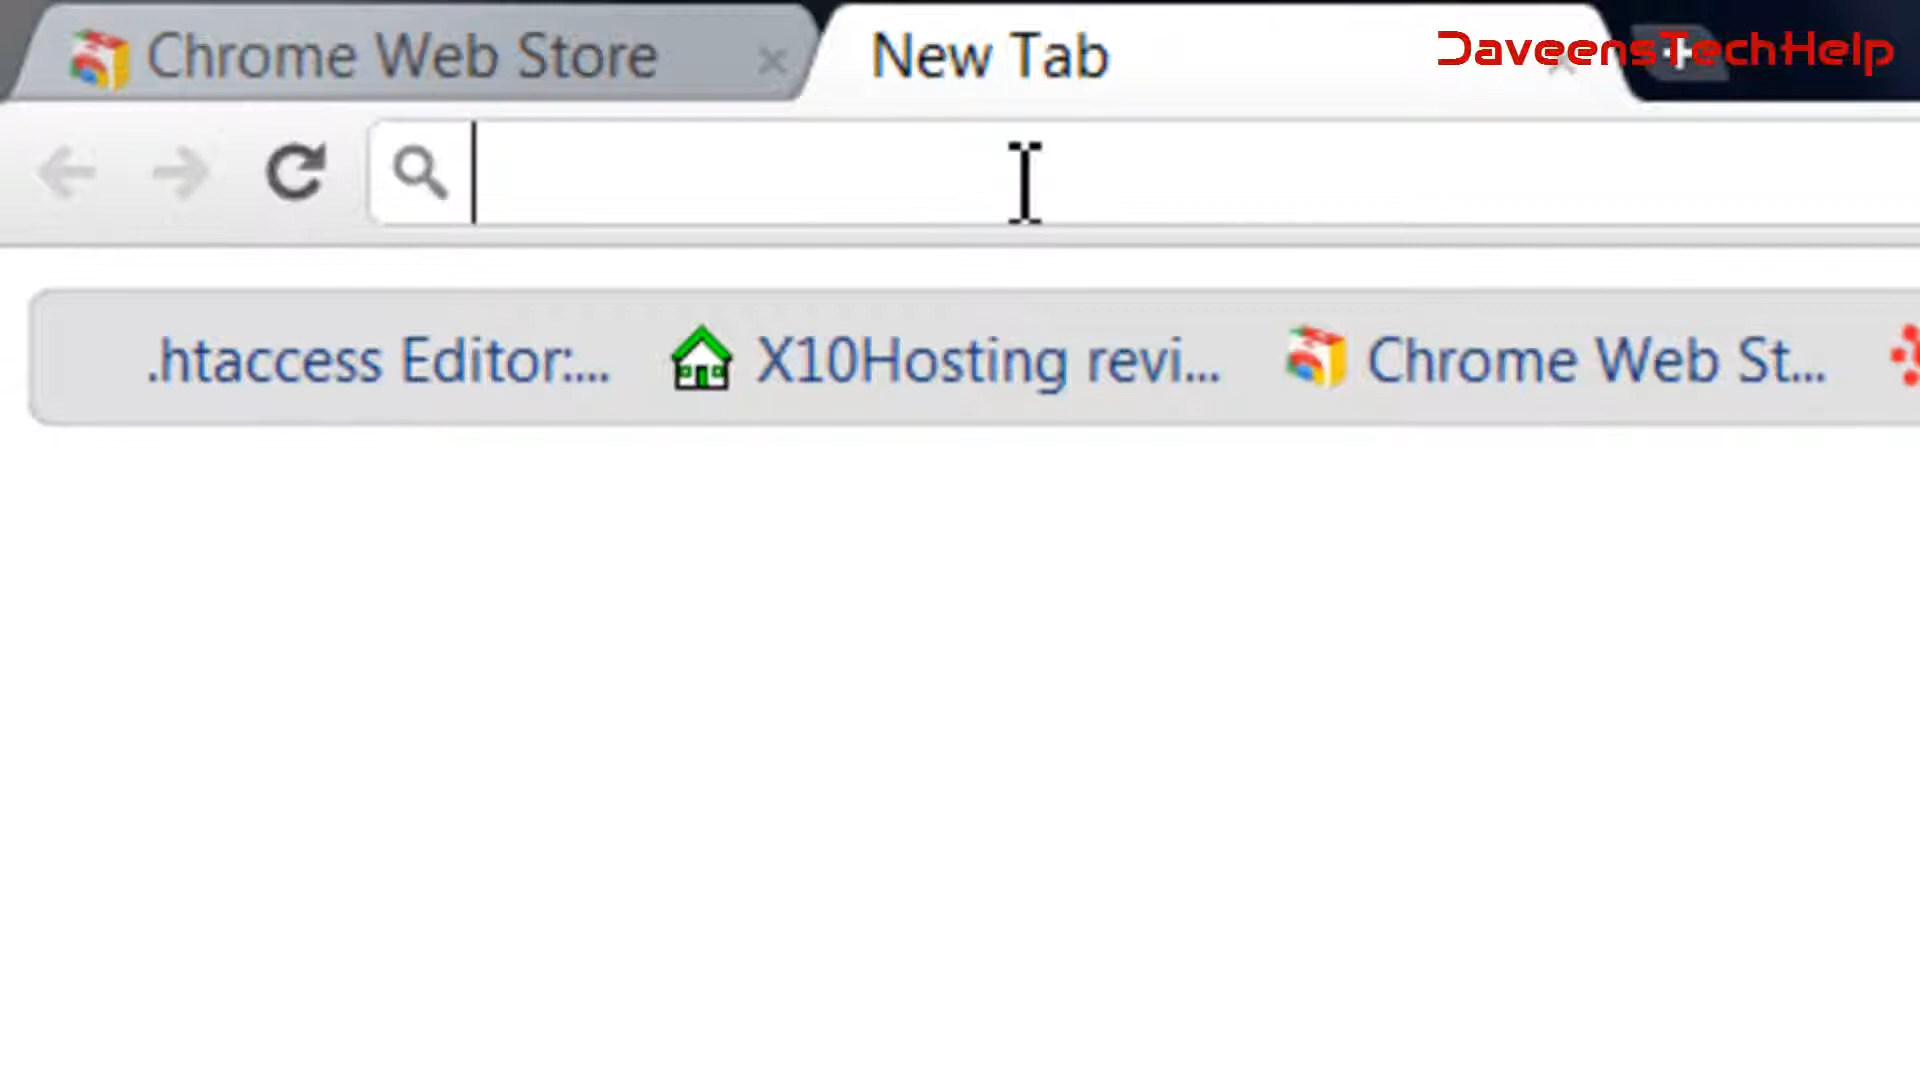 Chrome Web Store New Tab DaveensTechHelp
.htaccess Editor:.... X10Hosting revi... Chrome Web St...